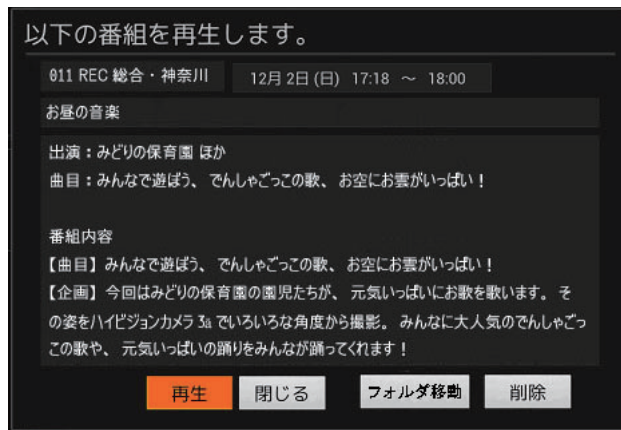 以下の番組を再生します。
011 REC 総合・神奈川 12月 2日 (日) 17:18 ～ 18:00
お昼の音楽
出演：みどりの保育園 ほか
曲目：みんなで遊ぼう、 でんしゃごっこの歌、 お空にお雲がいっぱい！
番組内容
【曲目】みんなで遊ぼう、 でんしゃごっこの歌、 お空にお雲がいっぱい！
【企画】今回はみどりの保育園の園児たちが、 元気いっぱいにお歌を歌います。 そ
の姿をハイビジョンカメラ 3a でいろいろな角度から撮影。 みんなに大人気のでんしゃごっ
この歌や、 元気いっぱいの踊りをみんなが踊ってくれます！
再生 閉じる フォルダ移動 削除